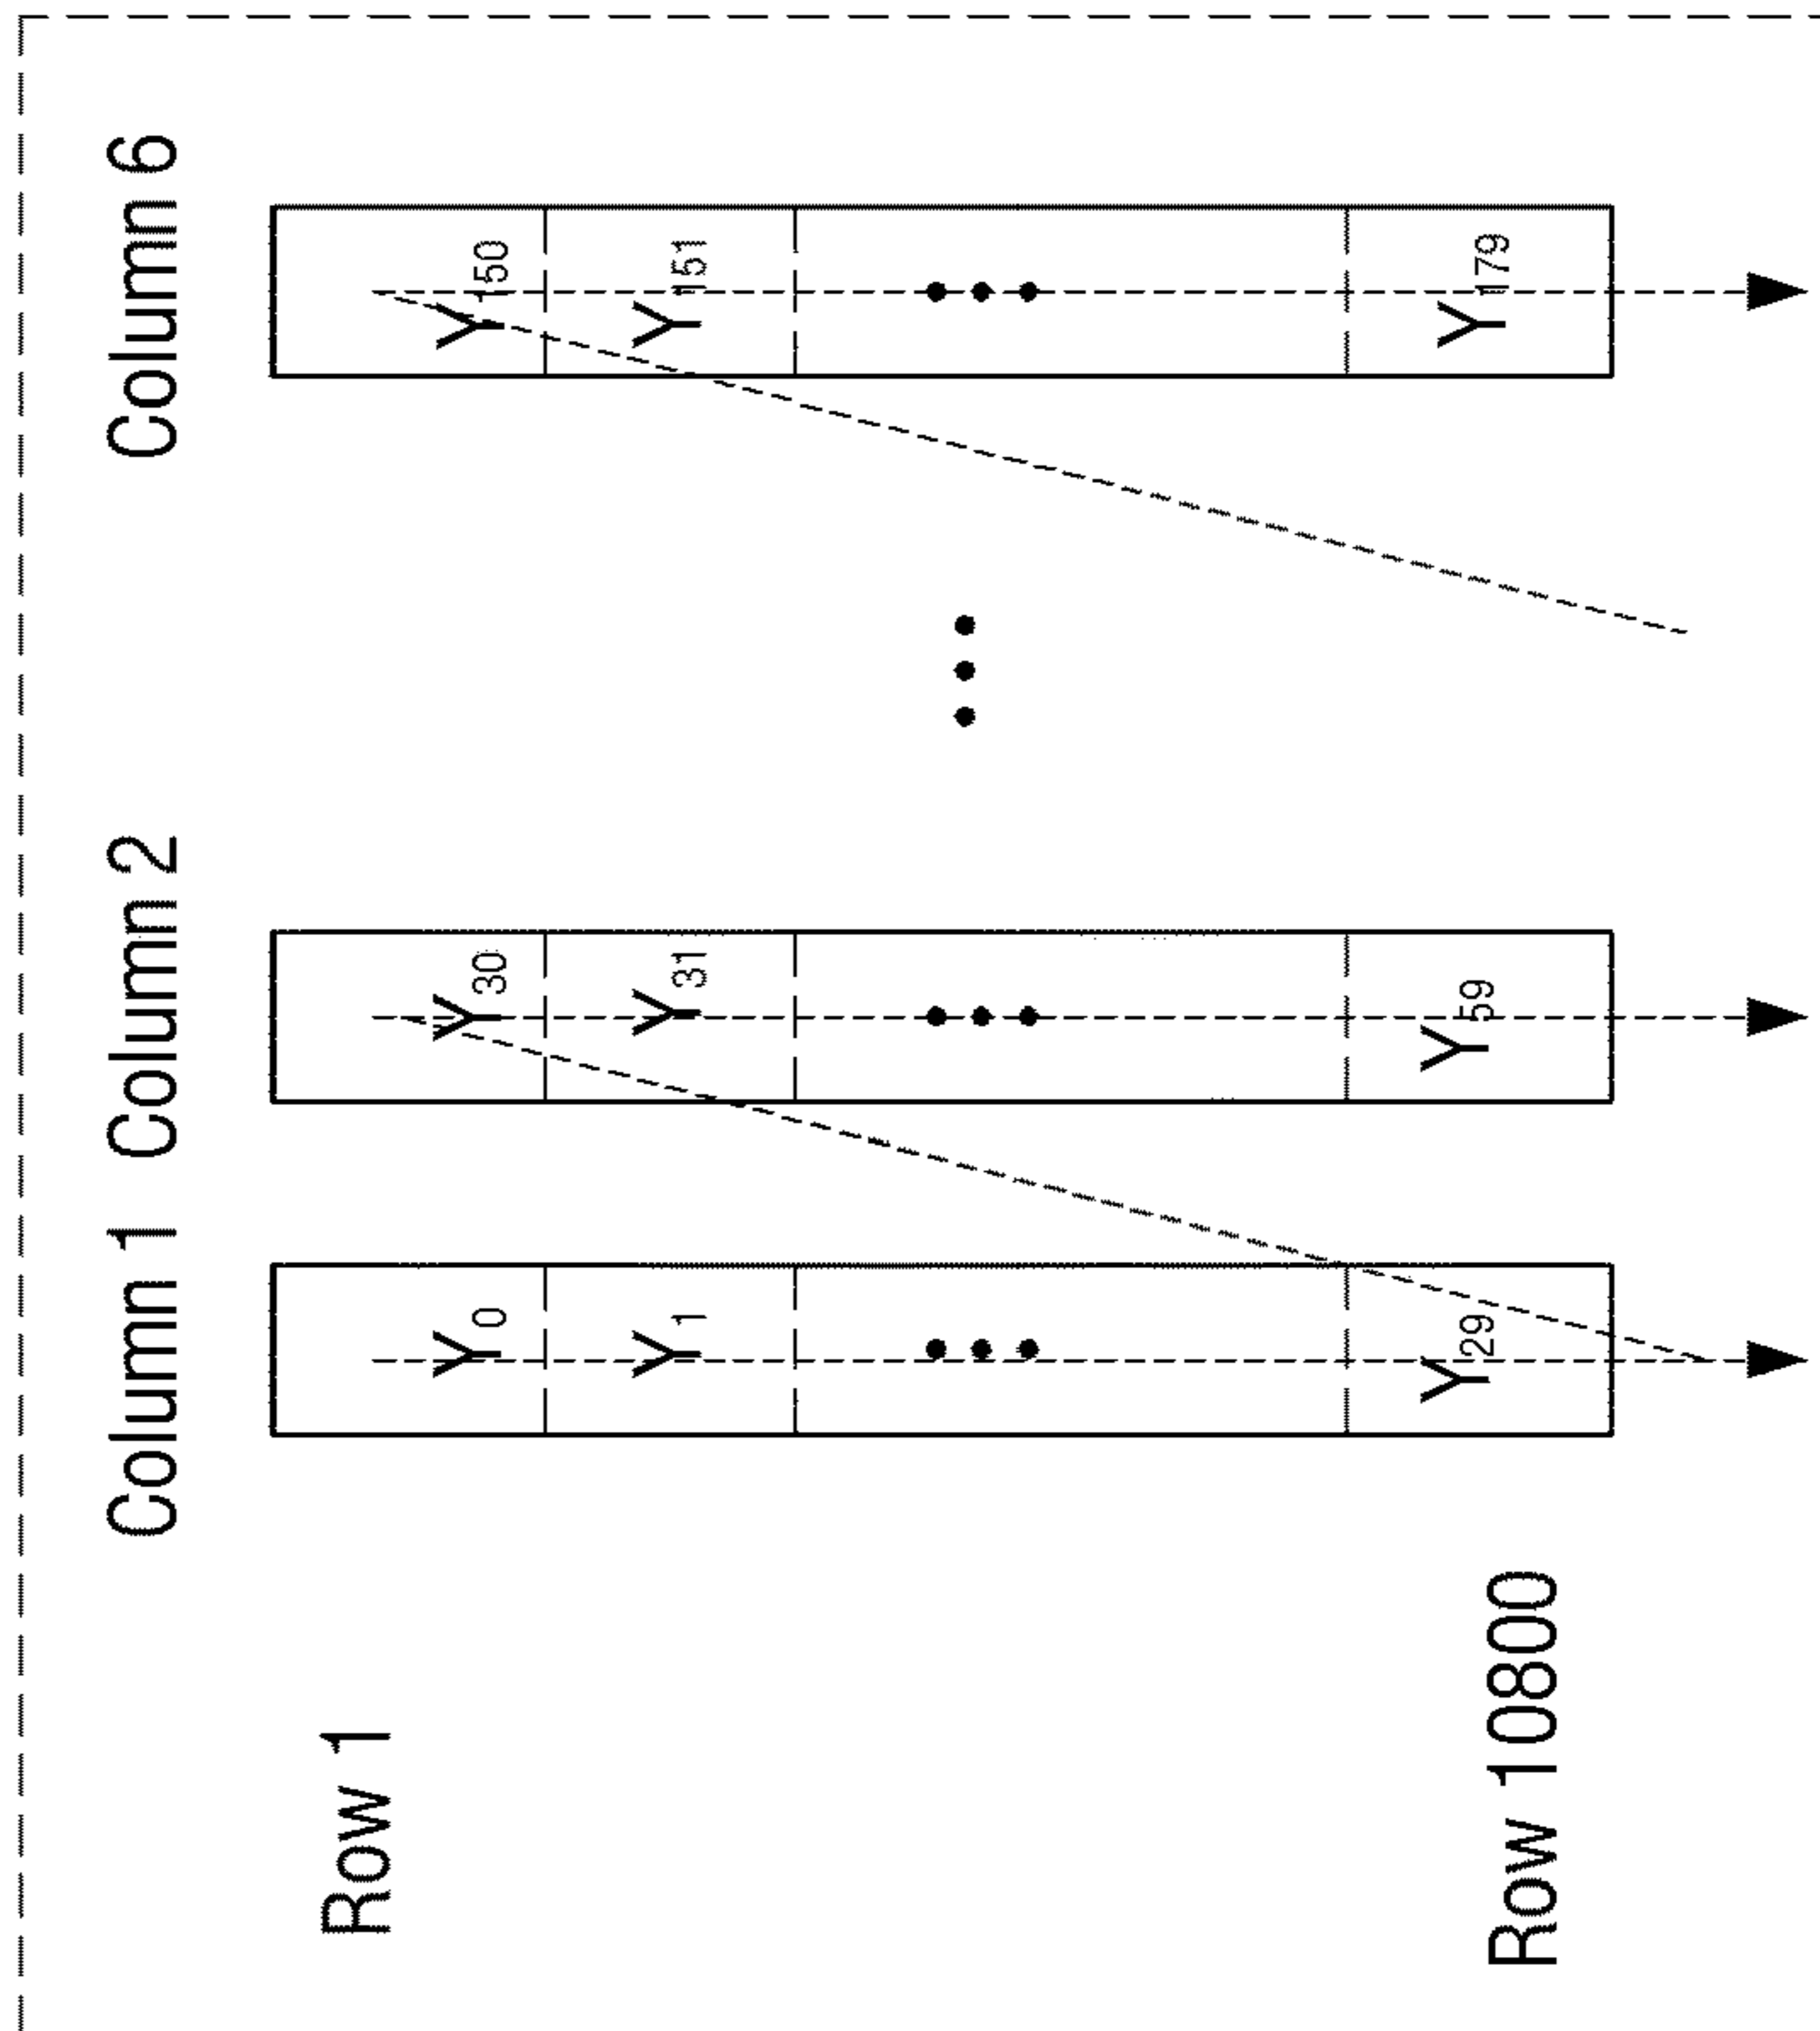 Column 1 Column 2 Column 6
Row 1 Y₀ Y₃₀ Y₁₅₀
Y₁ Y₃₁ Y₁₅₁
Row 10800 Y₂₉ Y₅₉ Y₁₇₉